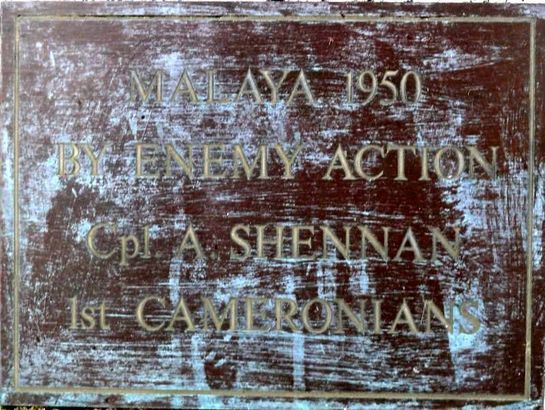 MALAYA 1950
BY ENEMY ACTION
Cpl A. SHENNAN
1st CAMERONIANS